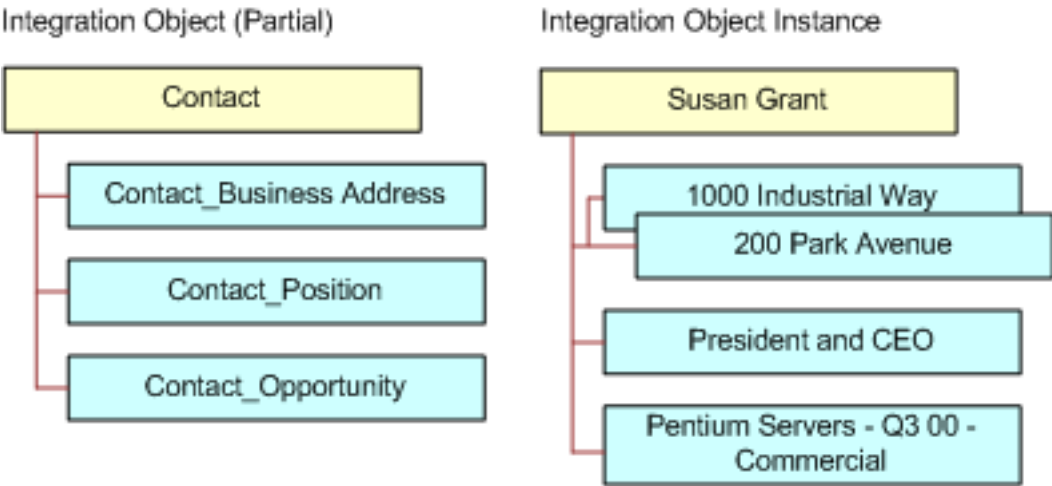 Integration Object (Partial)
Contact
Contact_Business Address
Contact_Position
Contact_Opportunity
Integration Object Instance
Susan Grant
1000 Industrial Way
200 Park Avenue
President and CEO
Pentium Servers - Q3 00 -
Commercial